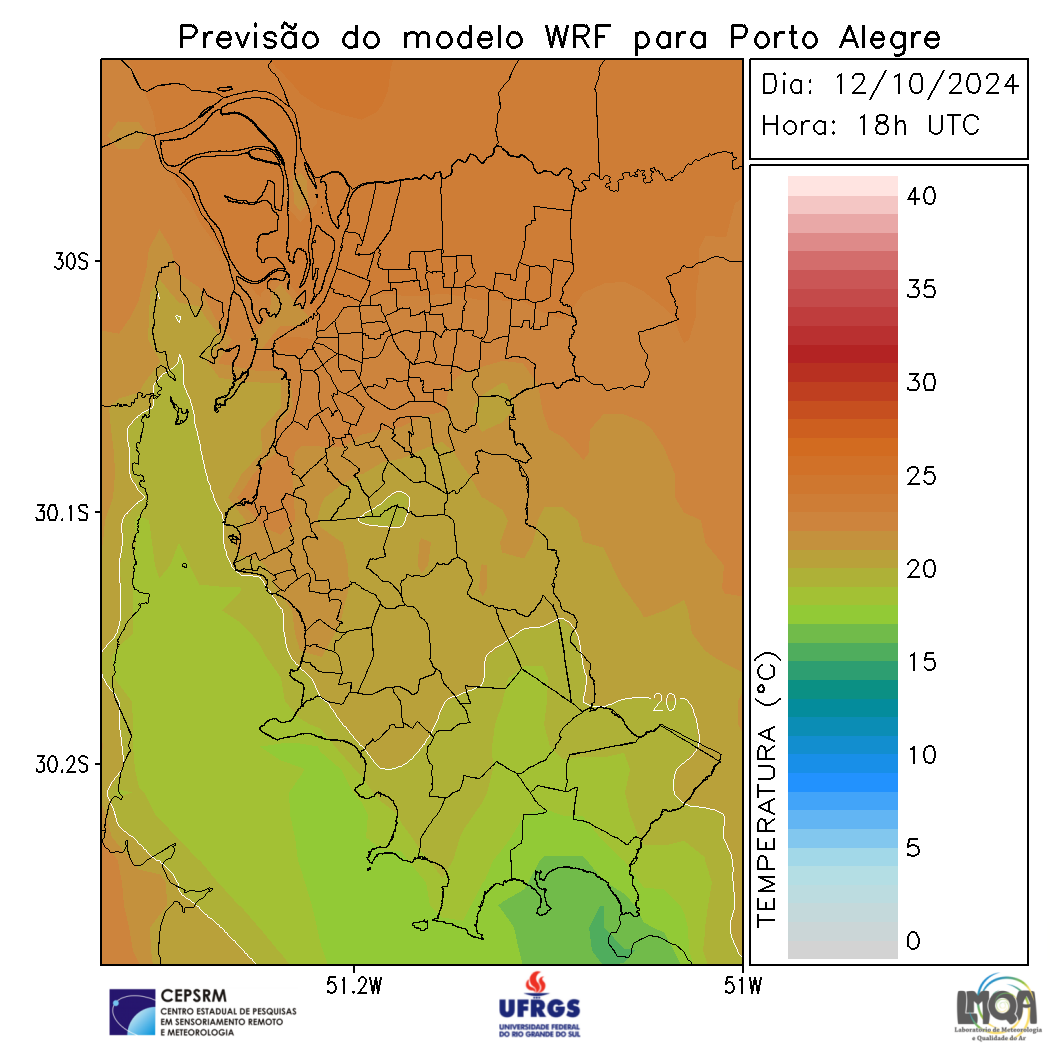 Previsão do modelo WRF para Porto Alegre
Dia: 12/10/2024
Hora: 18h UTC
30S
30.1S
30.2S
51.2W
51W
20
TEMPERATURA (°C)
40
35
30
25
20
15
10
5
0
CEPSRM
CENTRO ESTADUAL DE PESQUISAS
EM SENSORIAMENTO REMOTO
E METEOROLOGIA
UFRGS
UNIVERSIDADE FEDERAL
DO RIO GRANDE DO SUL
LMQA
Laboratório de Meteorologia
e Qualidade do Ar